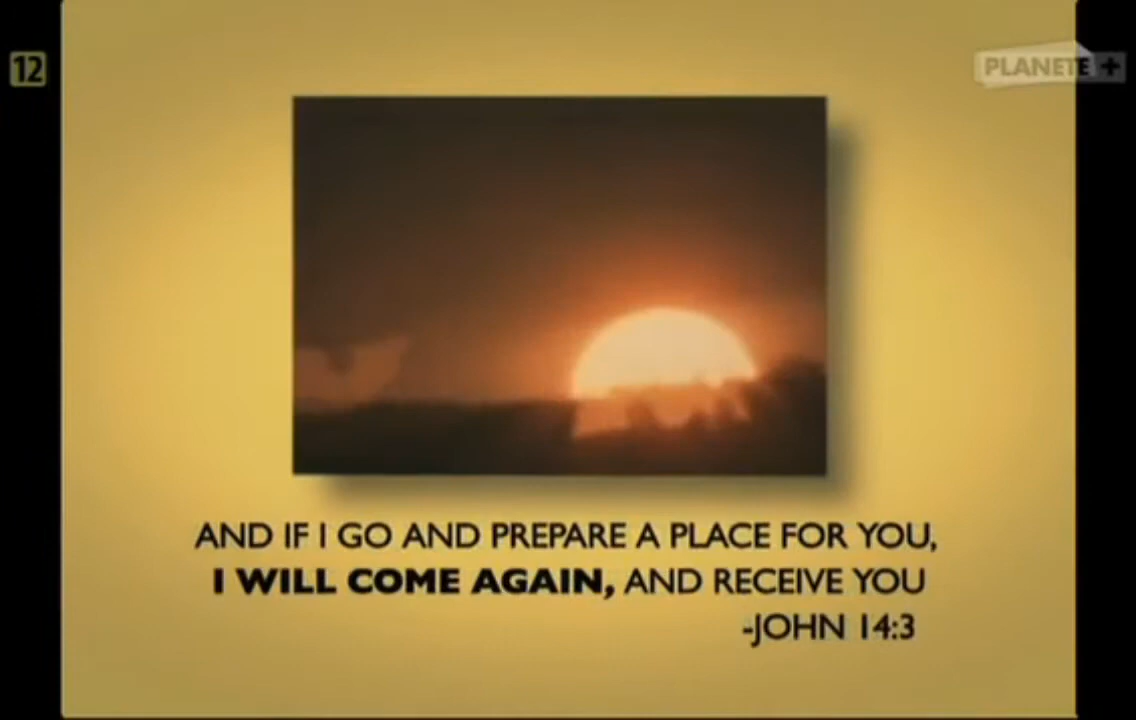 12
PLANETE +
AND IF I GO AND PREPARE A PLACE FOR YOU,
I WILL COME AGAIN, AND RECEIVE YOU
-JOHN 14:3